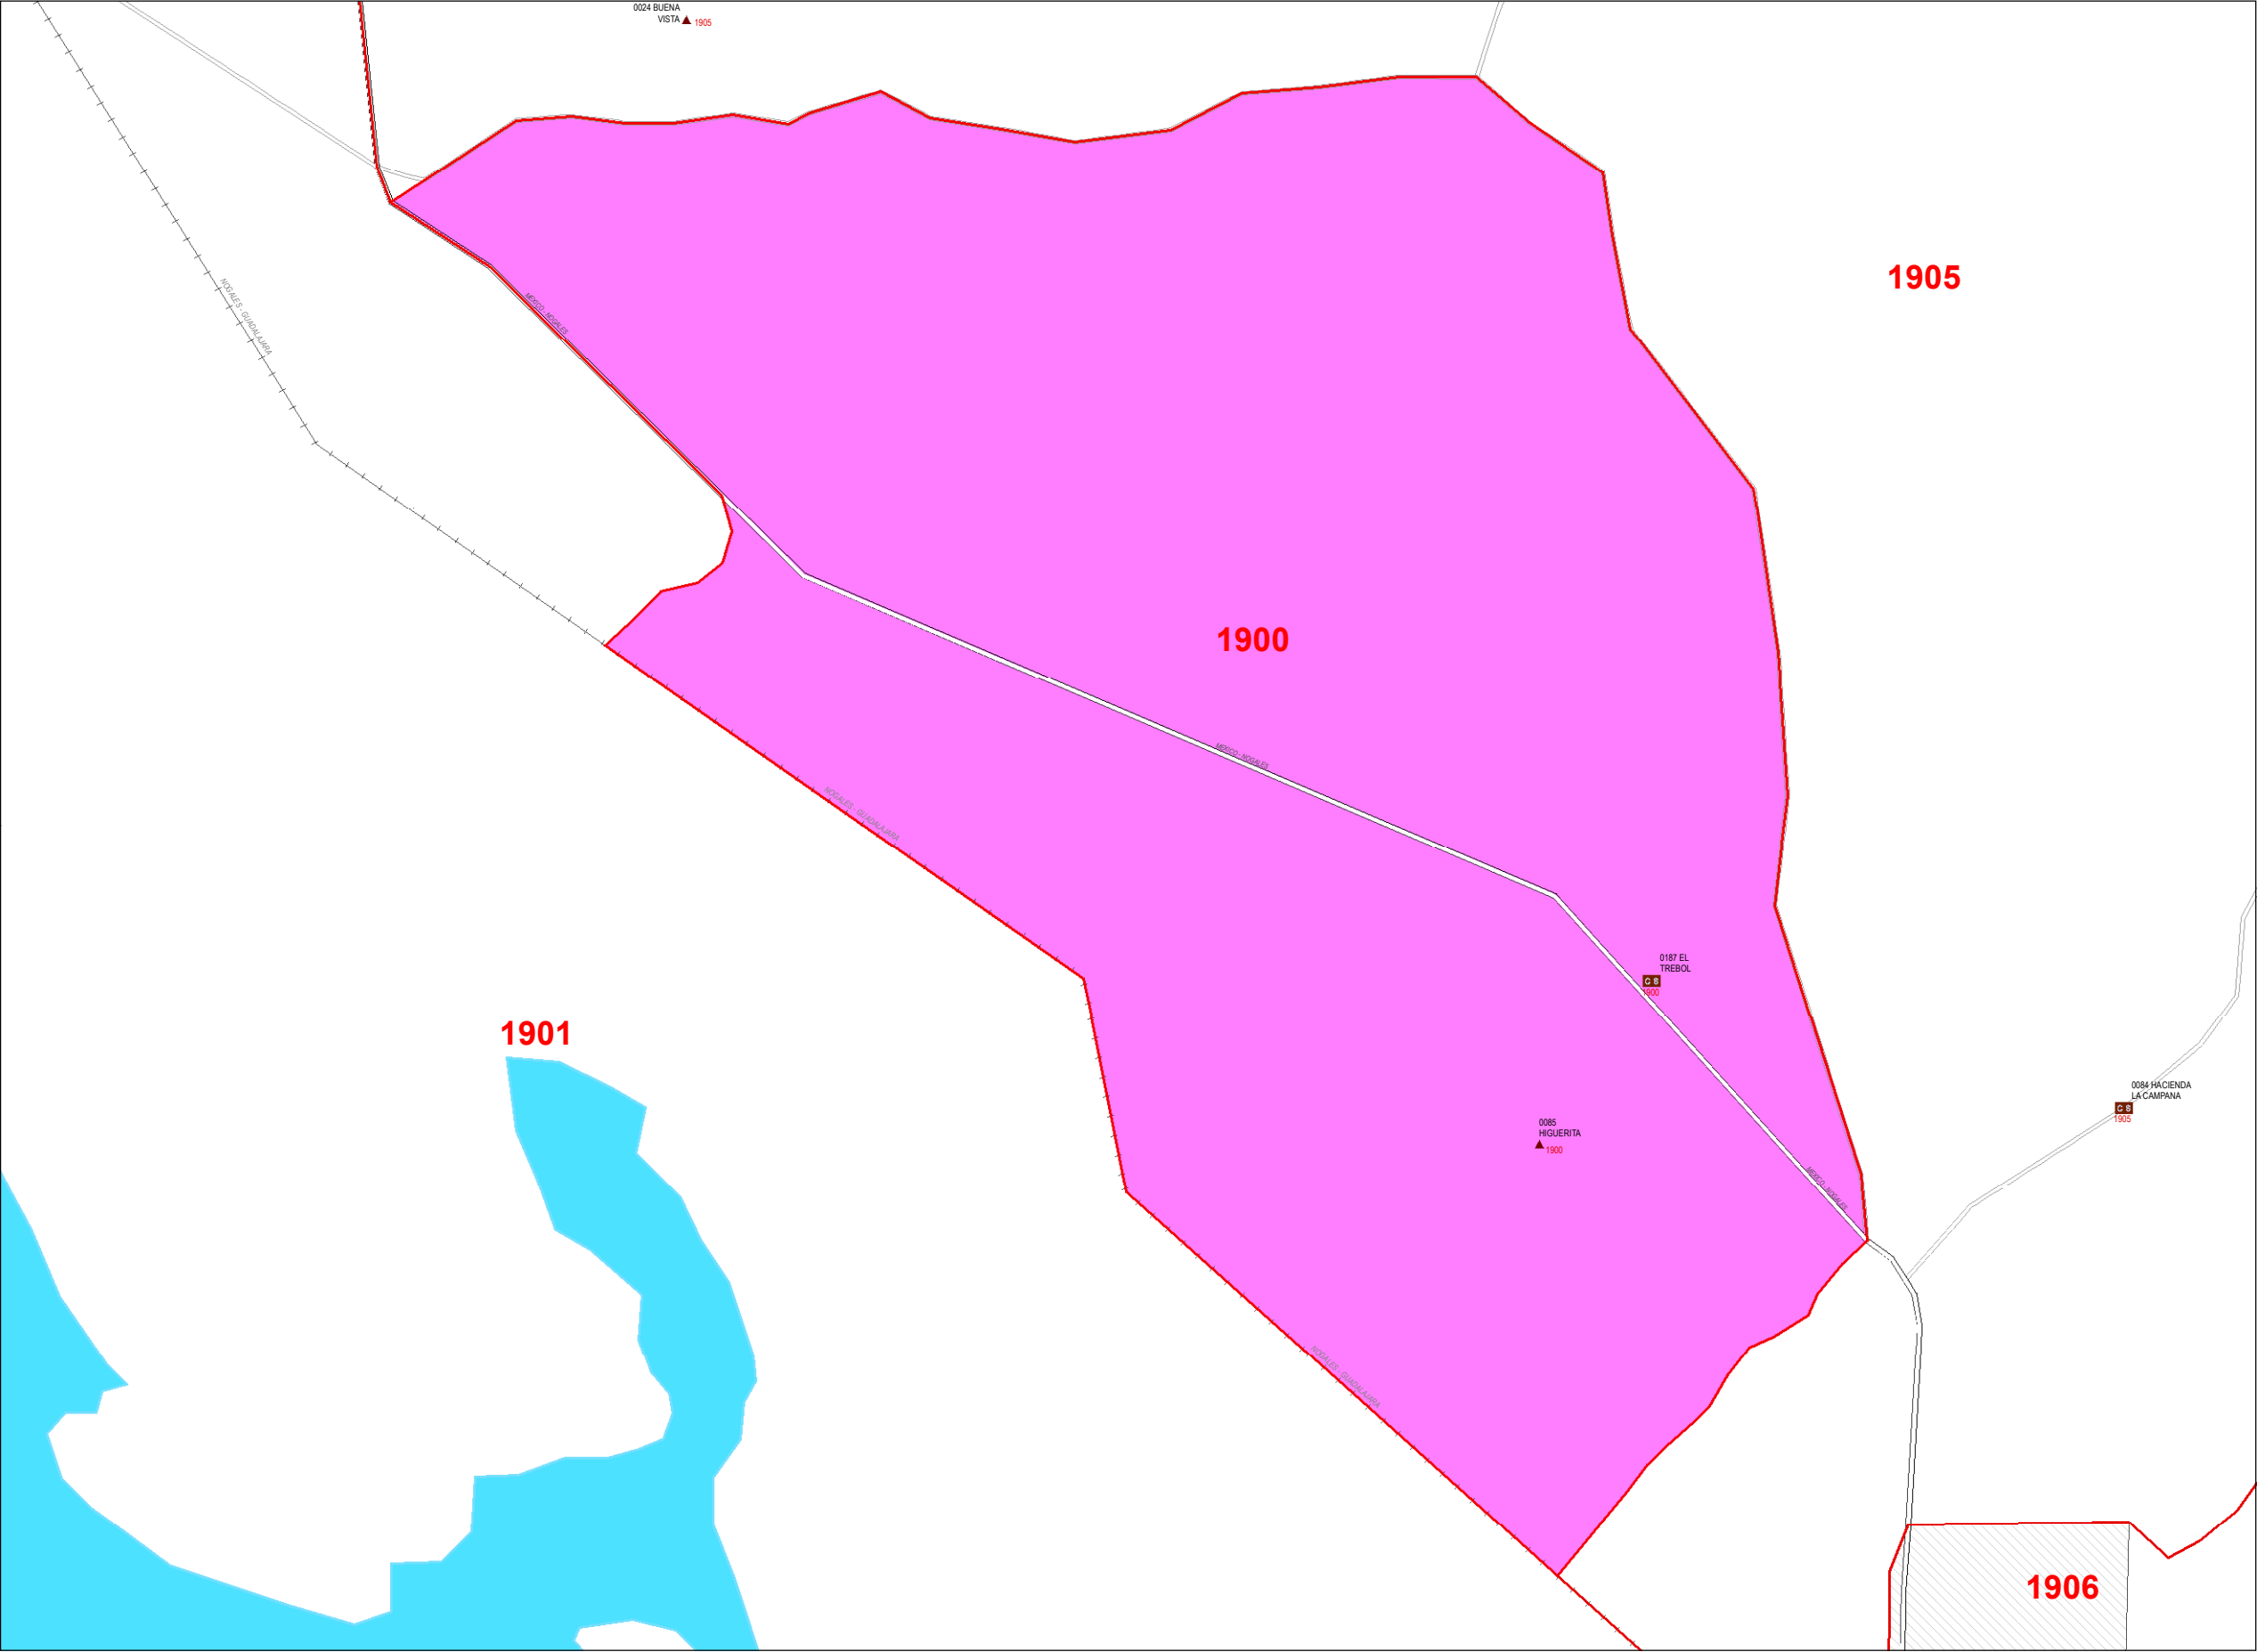 0024 BUENA
VISTA 1905
1905
NOGALES - GUADALAJARA
MEXICO - NOGALES
1900
MEXICO - NOGALES
NOGALES - GUADALAJARA
0187 EL
TREBOL
C S
1900
1901
0084 HACIENDA
LA CAMPANA
C S
1905
0085
HIGUERITA
1900
MEXICO - NOGALES
NOGALES - GUADALAJARA
1906